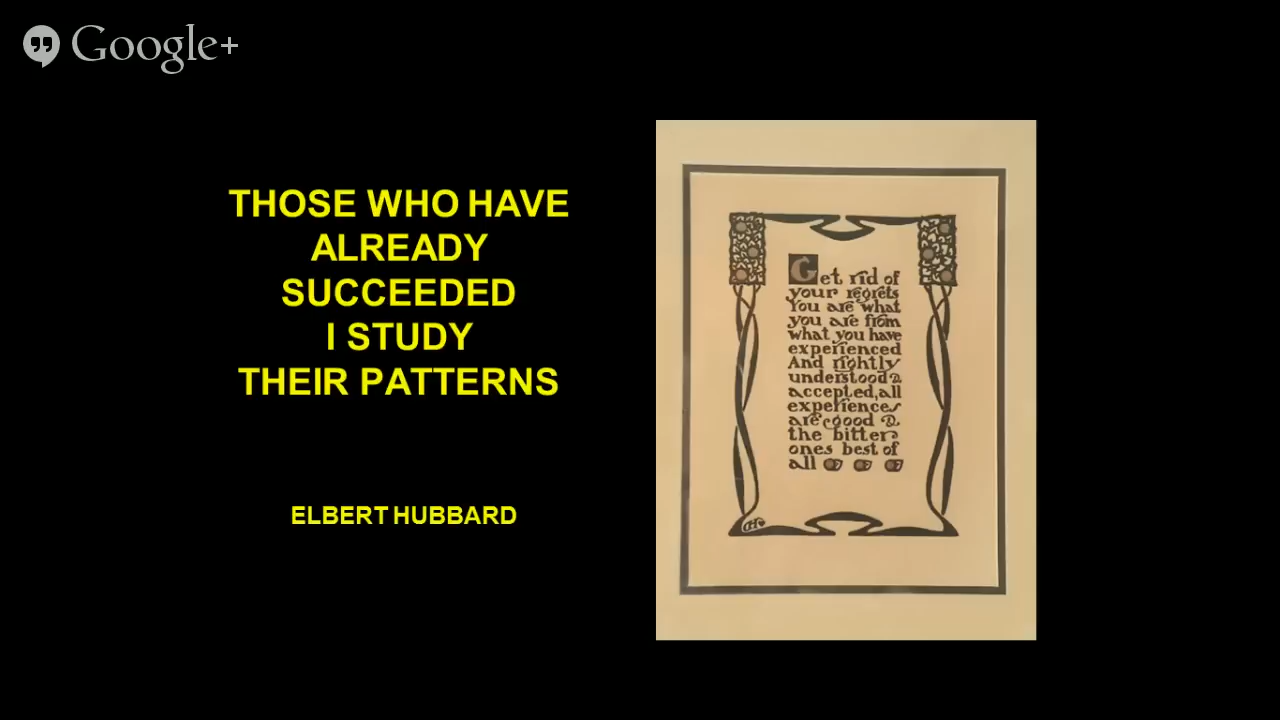 Google+
THOSE WHO HAVE
ALREADY
SUCCEEDED
I STUDY
THEIR PATTERNS
ELBERT HUBBARD
Get rid of
your regrets
You are what
you are from
what you have
experienced
And rightly
understood &
accepted, all
experiences
are good &
the bitter
ones best of
all